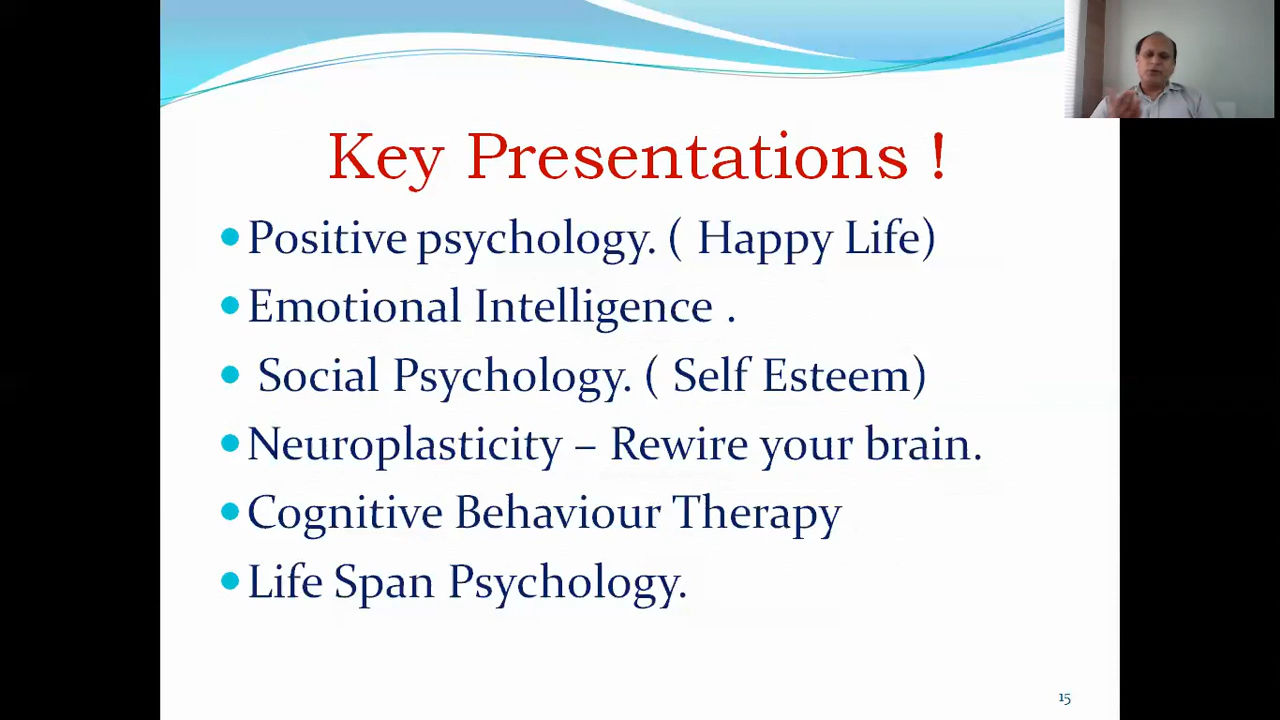 Key Presentations !
Positive psychology. ( Happy Life)
Emotional Intelligence .
Social Psychology. ( Self Esteem)
Neuroplasticity – Rewire your brain.
Cognitive Behaviour Therapy
Life Span Psychology.
15